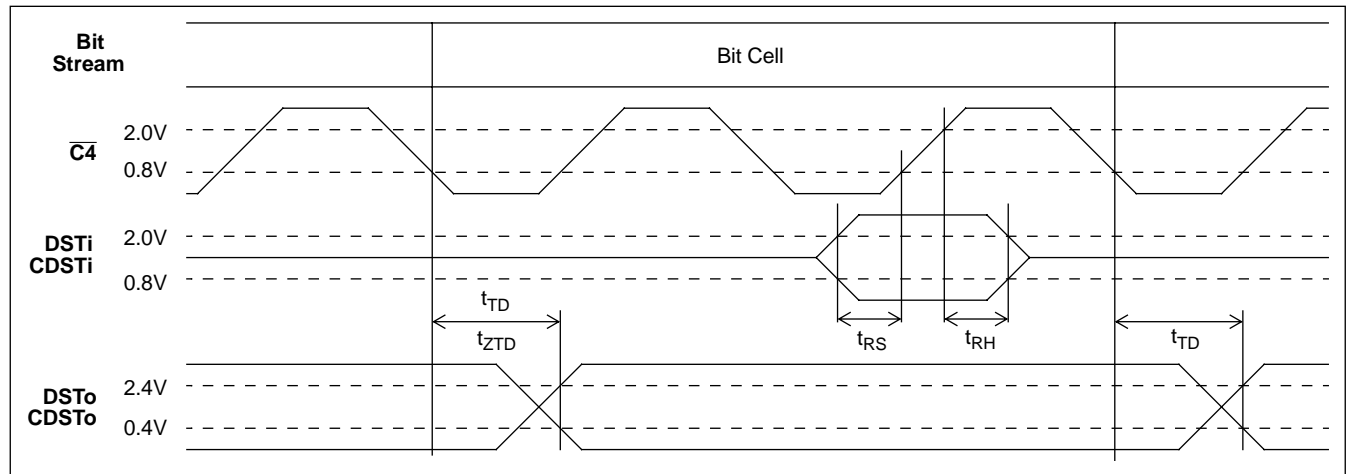 Bit
Stream
Bit Cell
C4
2.0V
0.8V
DSTi
CDSTi
2.0V
0.8V
tTD
tZTD
tRS
tRH
tTD
DSTo
CDSTo
2.4V
0.4V